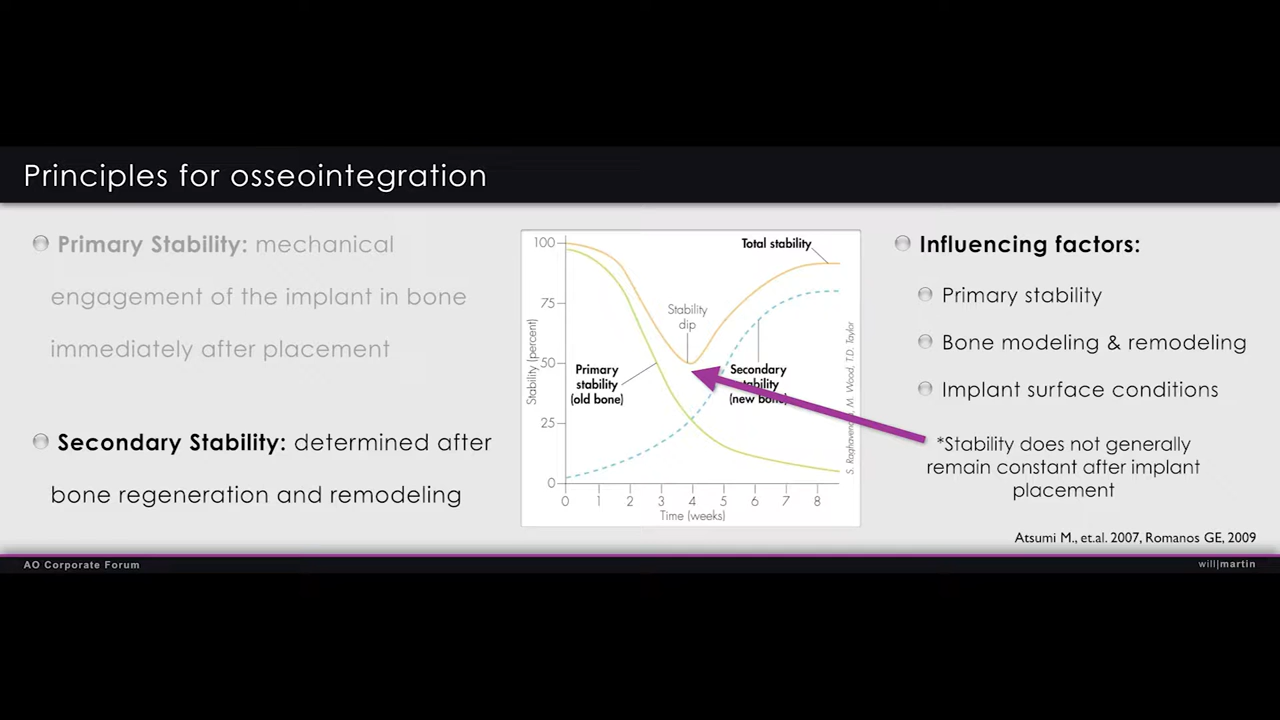 Principles for osseointegration
Primary Stability: mechanical
engagement of the implant in bone
immediately after placement
Secondary Stability: determined after
bone regeneration and remodeling
100
75
50
25
0
Stability (percent)
0 1 2 3 4 5 6 7 8
Time (weeks)
Total stability
Stability
dip
Primary
stability
(old bone)
Secondary
stability
(new bone)
S. Raghavend M. Wood, T.D. Taylor
Influencing factors:
Primary stability
Bone modeling & remodeling
Implant surface conditions
*Stability does not generally
remain constant after implant
placement
Atsumi M., et.al. 2007, Romanos GE, 2009
AO Corporate Forum
will|martin